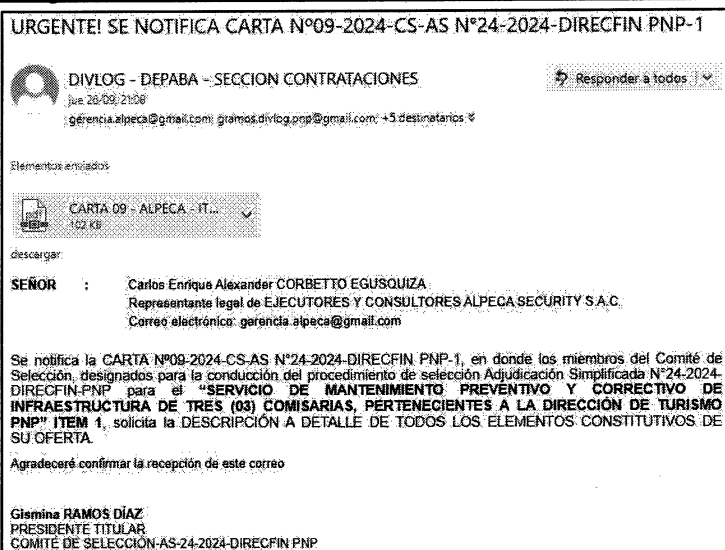 URGENTE! SE NOTIFICA CARTA Nº09-2024-CS-AS N°24-2024-DIRECFIN PNP-1
DIVLOG - DEPABA - SECCION CONTRATACIONES
Responder a todos
jue 26/09, 21:08
gerencia.alpeca@gmail.com; gramos.divlog.pnp@gmail.com; +5 destinatarios
Elementos enviados
pdf
CARTA 09 - ALPECA - IT...
102 KB
descargar
SEÑOR : Carlos Enrique Alexander CORBETTO EGUSQUIZA
Representante legal de EJECUTORES Y CONSULTORES ALPECA SECURITY S.A.C.
Correo electrónico: gerencia.alpeca@gmail.com
Se notifica la CARTA Nº09-2024-CS-AS N°24-2024-DIRECFIN PNP-1, en donde los miembros del Comité de
Selección, designados para la conducción del procedimiento de selección Adjudicación Simplificada N°24-2024-
DIRECFIN-PNP para el “SERVICIO DE MANTENIMIENTO PREVENTIVO Y CORRECTIVO DE
INFRAESTRUCTURA DE TRES (03) COMISARIAS, PERTENECIENTES A LA DIRECCIÓN DE TURISMO
PNP” ITEM 1, solicita la DESCRIPCIÓN A DETALLE DE TODOS LOS ELEMENTOS CONSTITUTIVOS DE
SU OFERTA.
Agradeceré confirmar la recepción de este correo
Gismina RAMOS DÍAZ
PRESIDENTE TITULAR
COMITÉ DE SELECCIÓN-AS-24-2024-DIRECFIN PNP